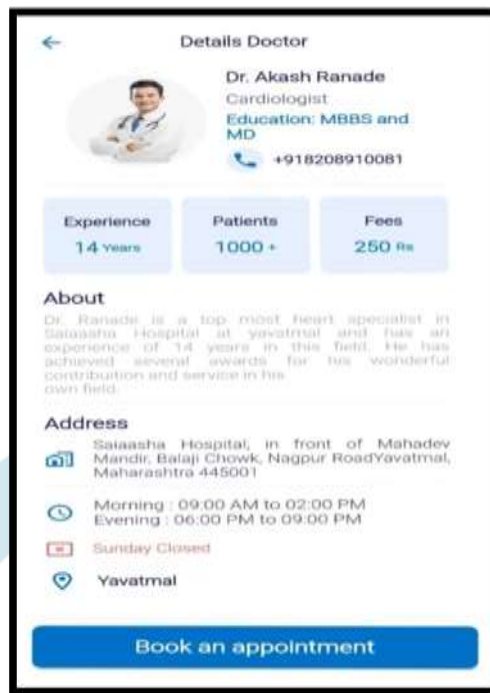 Details Doctor
Dr. Akash Ranade
Cardiologist
Education: MBBS and
MD
+918208910081
Experience
14 Years
Patients
1000 +
Fees
250 Rs
About
Dr. Ranade is a top most heart specialist in
Saiaasha Hospital at yavatmal and has an
experience of 14 years in this field. He has
achieved several awards for his wonderful
contribuition and service in his
own field.
Address
Saiaasha Hospital, in front of Mahadev
Mandir, Balaji Chowk, Nagpur RoadYavatmal,
Maharashtra 445001
Morning : 09:00 AM to 02:00 PM
Evening : 06:00 PM to 09:00 PM
Sunday Closed
Yavatmal
Book an appointment